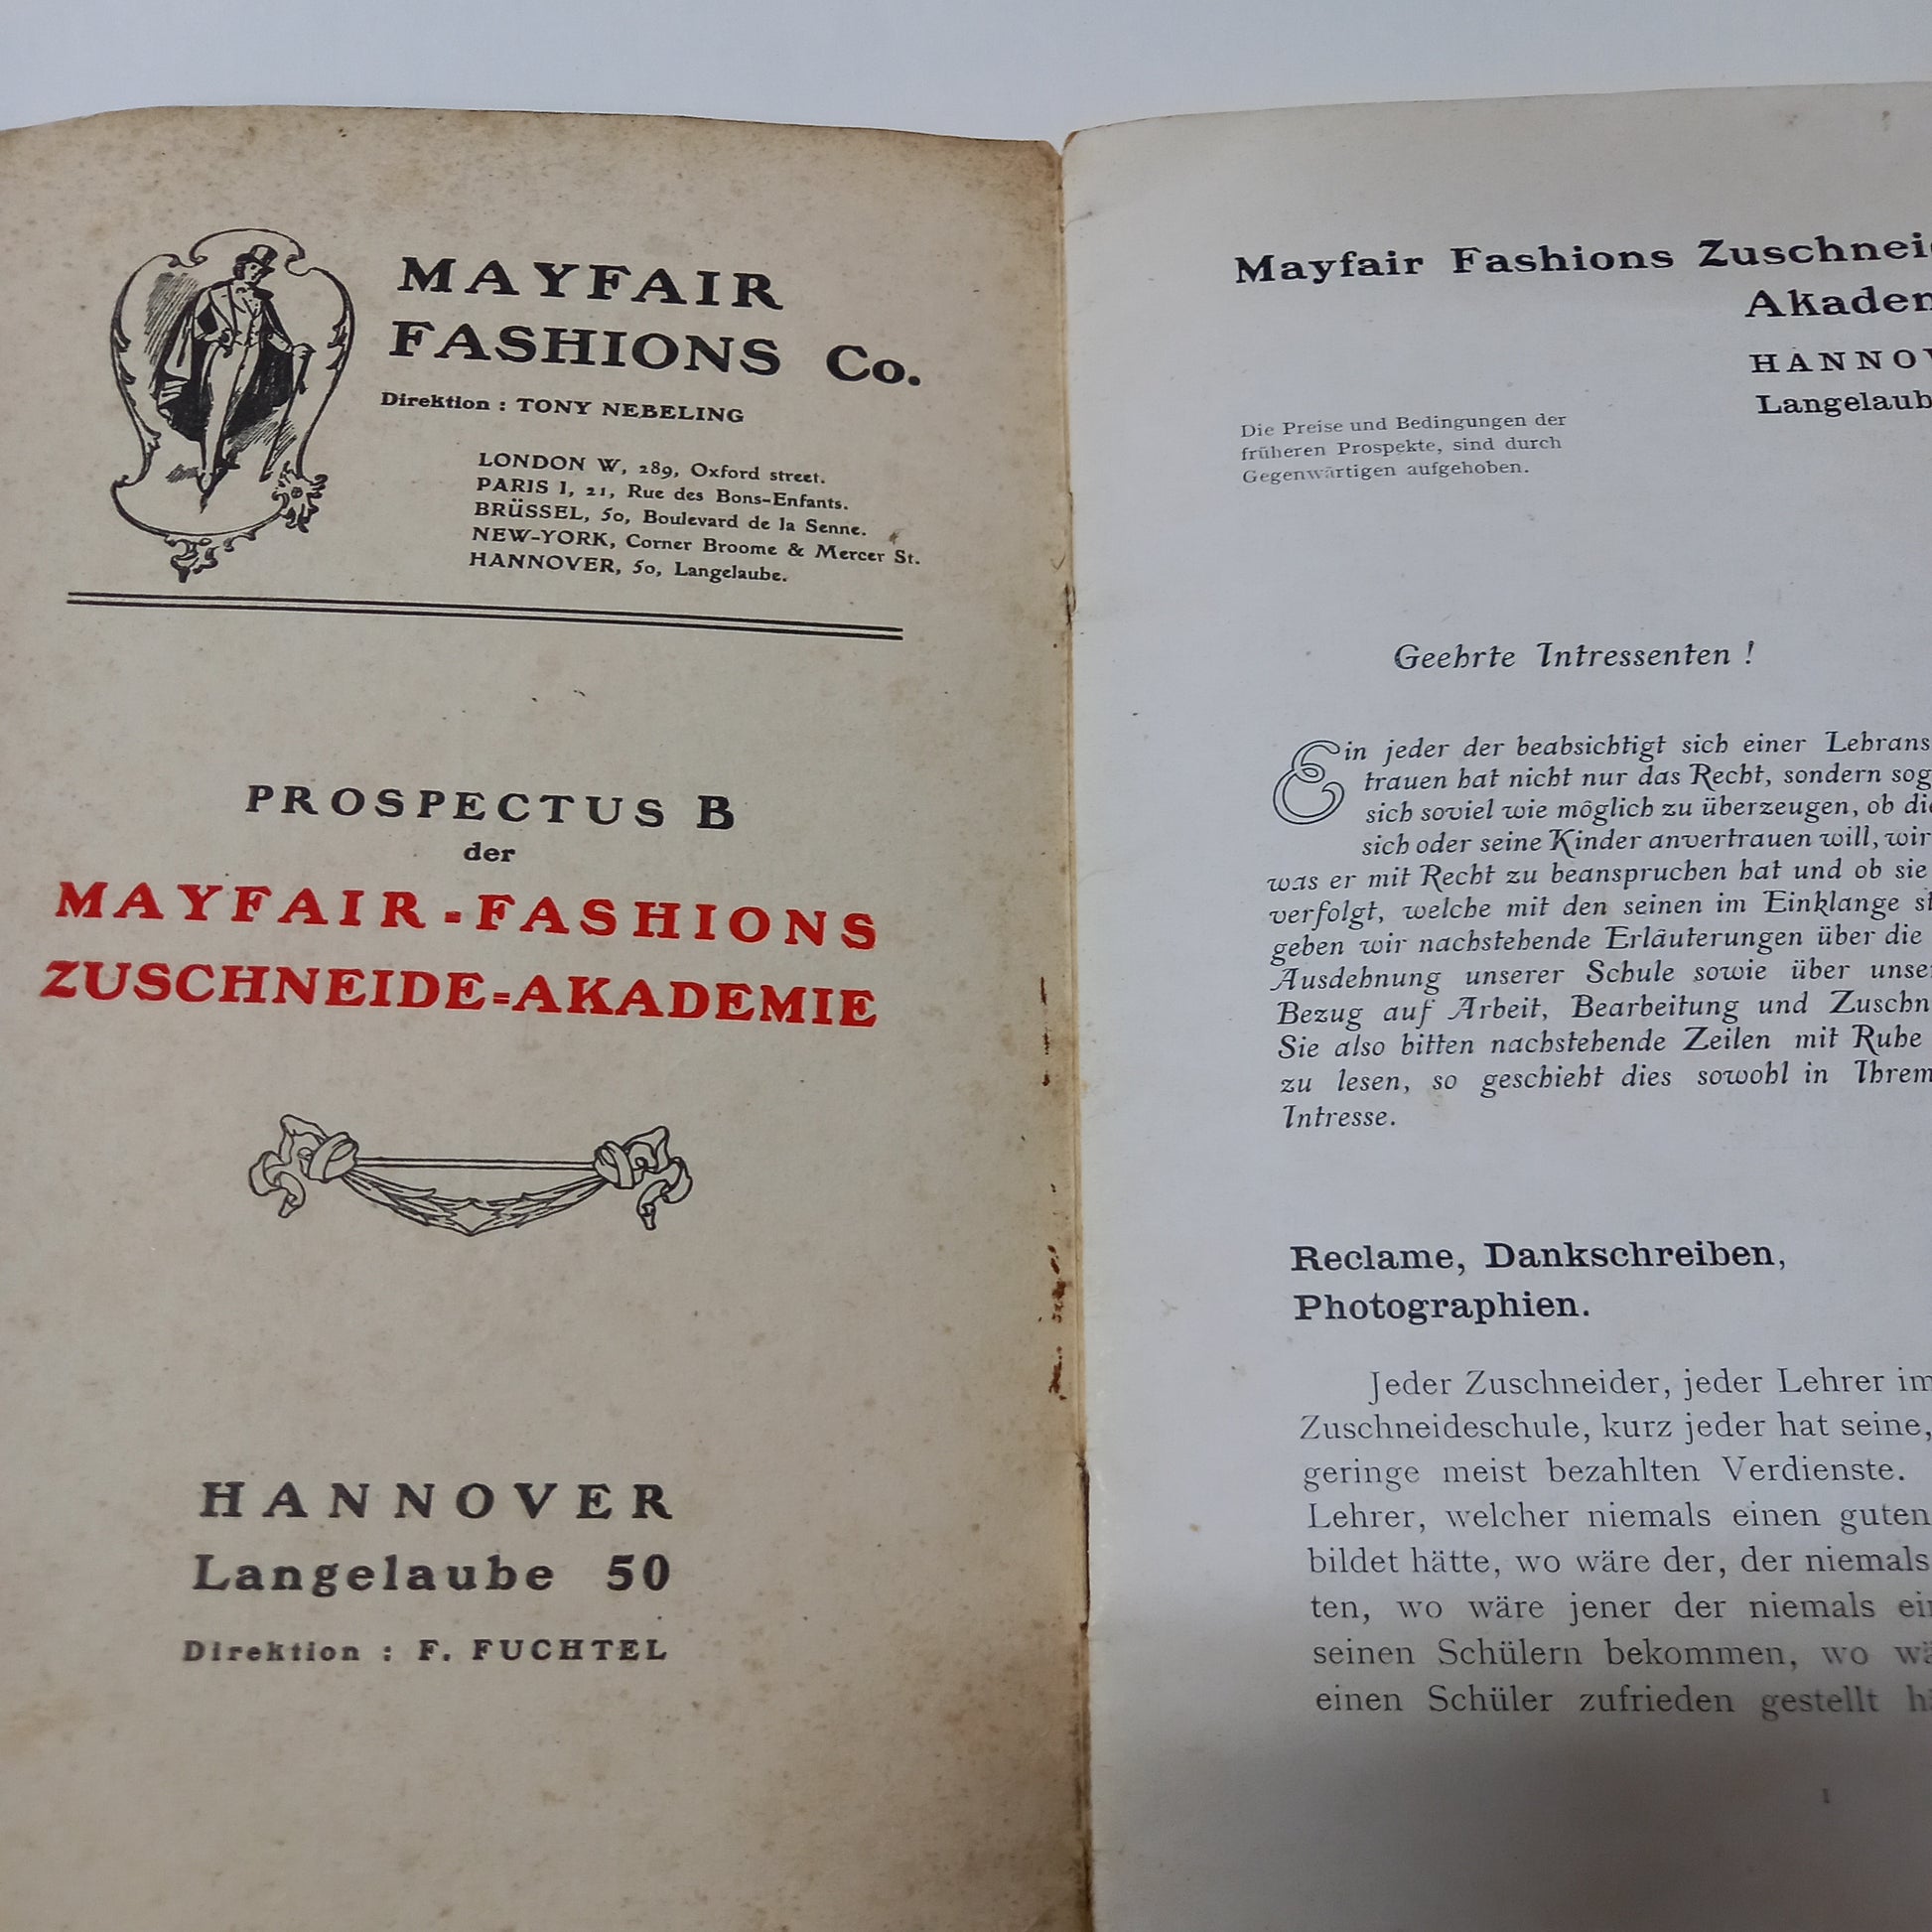 MAYFAIR
FASHIONS Co.
Direktion : TONY NEBELING
LONDON W, 289, Oxford street.
PARIS I, 21, Rue des Bons-Enfants.
BRÜSSEL, 50, Boulevard de la Senne.
NEW-YORK, Corner Broome & Mercer St.
HANNOVER, 50, Langelaube.
PROSPECTUS B
der
MAYFAIR-FASHIONS
ZUSCHNEIDE-AKADEMIE
HANNOVER
Langelaube 50
Direktion : F. FUCHTEL
Mayfair Fashions
Die Preise und Bedingungen der
früheren Prospekte, sind durch
Gegenwärtigen aufgehoben.
Geehrte Intressenten !
Ein jeder der beabsichtigt sich einer
trauen hat nicht nur das Recht, sondern
sich soviel wie möglich zu überzeugen, ob
sich oder seine Kinder anvertrauen will,
was er mit Recht zu beanspruchen hat und ob sie
verfolgt, welche mit den seinen im Einklange
geben wir nachstehende Erläuterungen über die
Ausdehnung unserer Schule sowie über
Bezug auf Arbeit, Bearbeitung und
Sie also bitten nachstehende Zeilen mit Ruhe
zu lesen, so geschieht dies sowohl in Ihrem
Intresse.
Reclame, Dankschreiben,
Photographien.
Jeder Zuschneider, jeder Lehrer
Zuschneideschule, kurz jeder hat seine,
geringe meist bezahlten Verdienste.
Lehrer, welcher niemals einen guten
bildet hätte, wo wäre der, der niemals
ten, wo wäre jener der niemals
seinen Schülern bekommen, wo
einen Schüler zufrieden gestellt
1